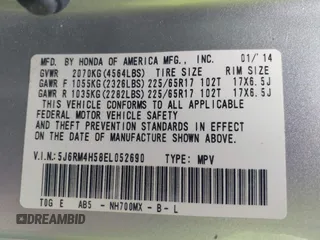 MFD. BY HONDA OF AMERICA MFG., INC. 01/'14
GVWR 2070KG(4564LBS) TIRE SIZE RIM SIZE
GAWR F 1055KG(2326LBS) 225/65R17 102T 17X6.5J
GAWR R 1035KG(2282LBS) 225/65R17 102T 17X6.5J
THIS VEHICLE CONFORMS TO ALL APPLICABLE
FEDERAL MOTOR VEHICLE SAFETY AND
THEFT PREVENTION STANDARDS IN EFFECT ON
THE DATE OF MANUFACTURE SHOWN ABOVE.
V.I.N.: 5J6RM4H58EL052690 TYPE: MPV
T0G E AB5 - NH700MX - B - L
DREAMBID